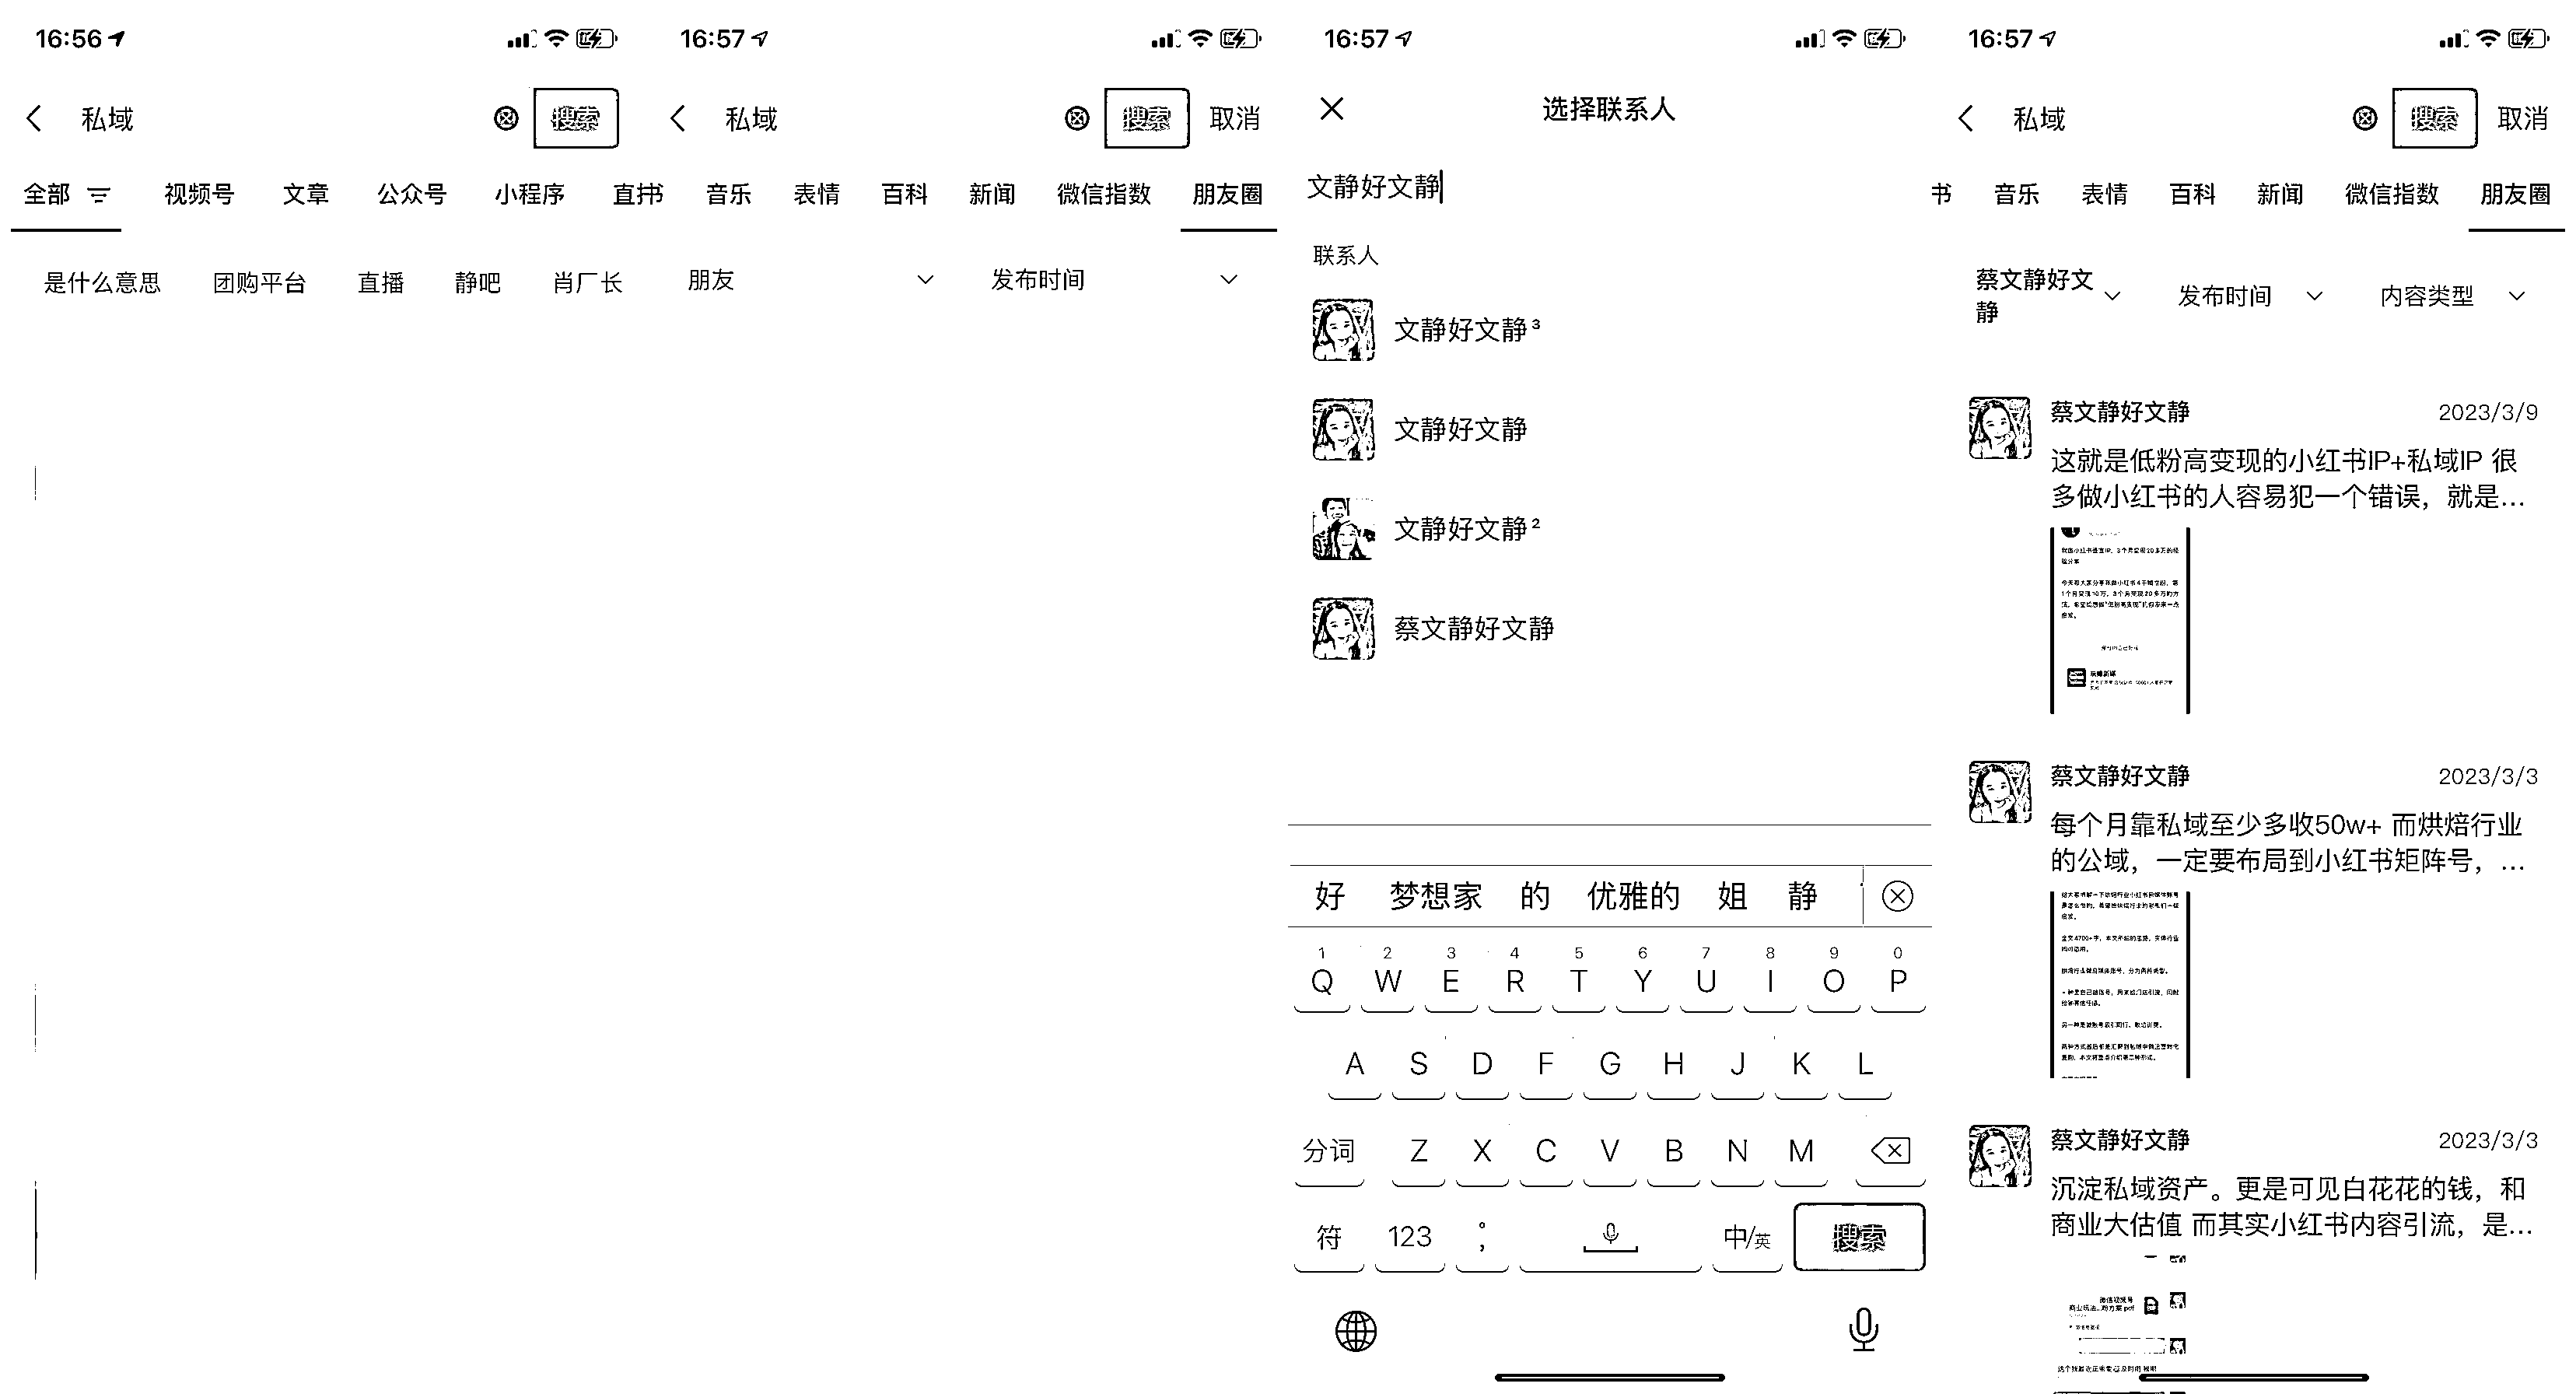 16:56
私域
搜索
全部 视频号 文章 公众号 小程序 直
是什么意思 团购平台 直播 静吧 肖厂长
16:57
私域
搜索 取消
书 音乐 表情 百科 新闻 微信指数 朋友圈
朋友 发布时间
16:57
选择联系人
文静好文静
联系人
文静好文静³
文静好文静
文静好文静²
蔡文静好文静
好 梦想家 的 优雅的 姐 静
1 2 3 4 5 6 7 8 9 0
Q W E R T Y U I O P
A S D F G H J K L
分词 Z X C V B N M
符 123 。, 中/英 搜索
16:57
私域
搜索 取消
书 音乐 表情 百科 新闻 微信指数 朋友圈
蔡文静好文静 发布时间 内容类型
蔡文静好文静 2023/3/9
这就是低粉高变现的小红书IP+私域IP 很
多做小红书的人容易犯一个错误，就是...
蔡文静好文静 2023/3/3
每个月靠私域至少多收50w+ 而烘焙行业
的公域，一定要布局到小红书矩阵号，...
蔡文静好文静 2023/3/3
沉淀私域资产。更是可见白花花的钱，和
商业大估值 而其实小红书内容引流，是...